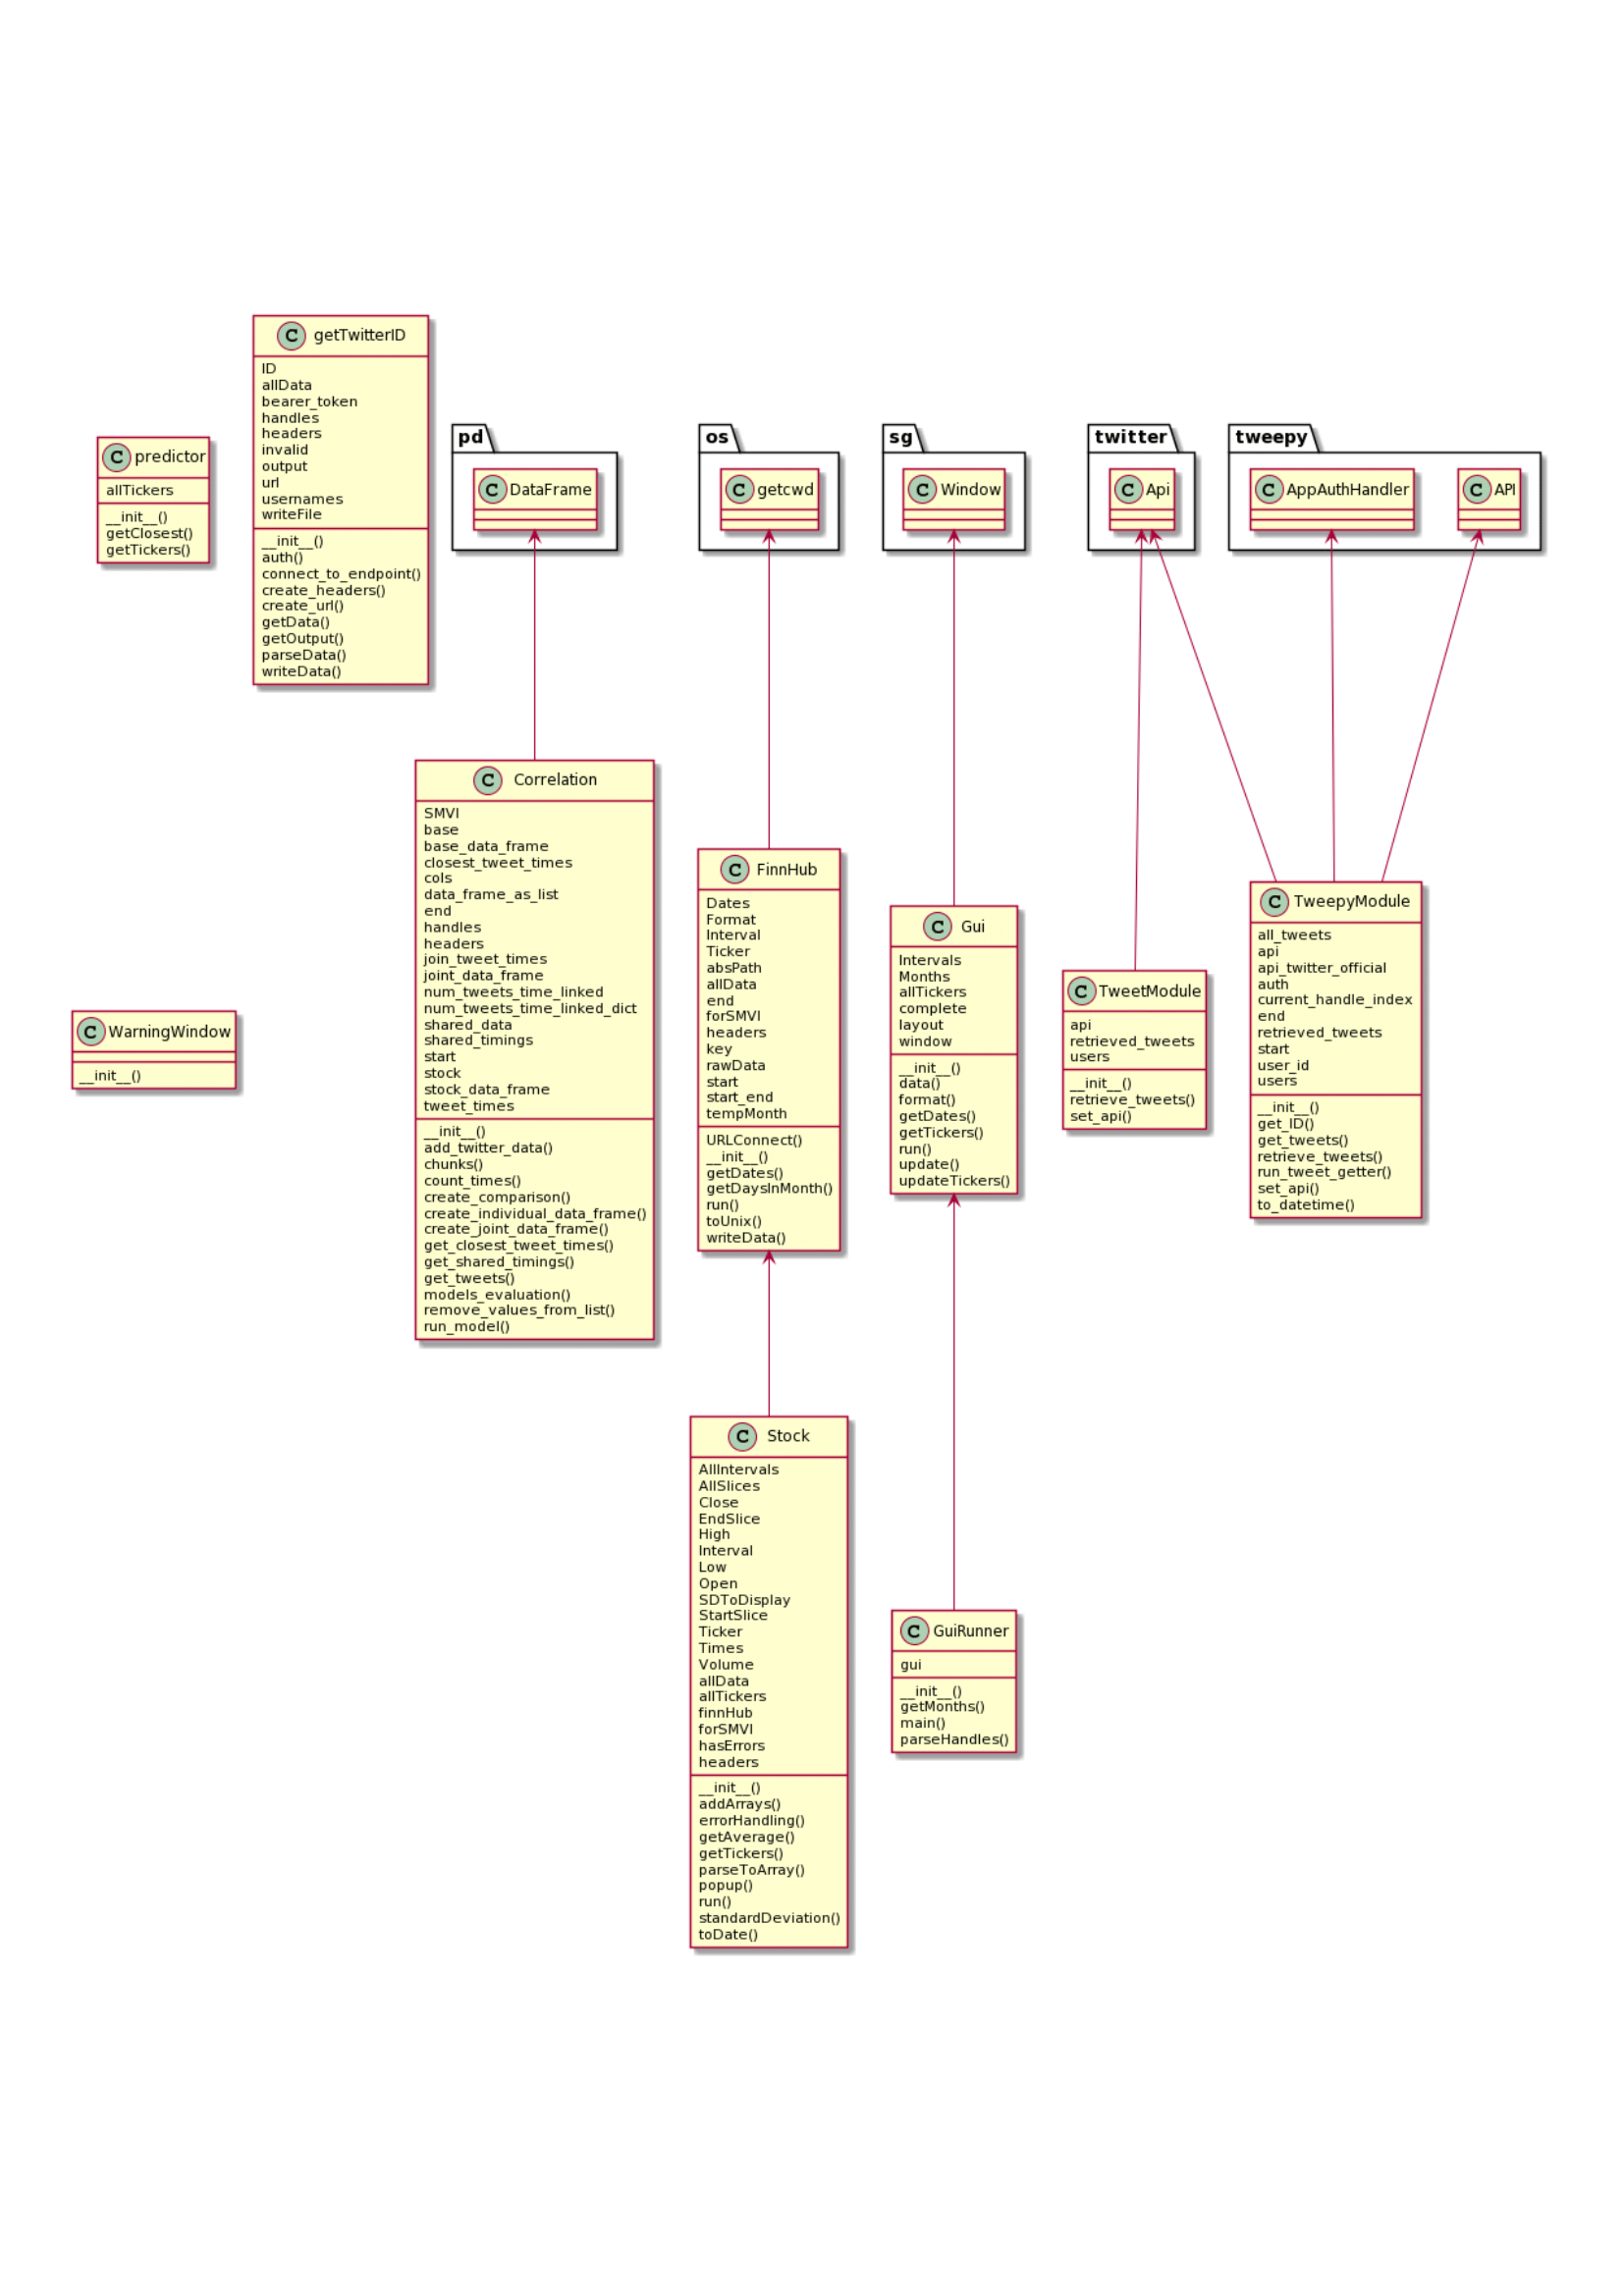 predictor
allTickers
__init__()
getClosest()
getTickers()
getTwitterID
ID
allData
bearer_token
handles
headers
invalid
output
url
usernames
writeFile
__init__()
auth()
connect_to_endpoint()
create_headers()
create_url()
getData()
getOutput()
parseData()
writeData()
pd
DataFrame
os
getcwd
sg
Window
twitter
Api
tweepy
AppAuthHandler
API
WarningWindow
__init__()
Correlation
SMVI
base
base_data_frame
closest_tweet_times
cols
data_frame_as_list
end
handles
headers
join_tweet_times
joint_data_frame
num_tweets_time_linked
num_tweets_time_linked_dict
shared_data
shared_timings
start
stock
stock_data_frame
tweet_times
__init__()
add_twitter_data()
chunks()
count_times()
create_comparison()
create_individual_data_frame()
create_joint_data_frame()
get_closest_tweet_times()
get_shared_timings()
get_tweets()
models_evaluation()
remove_values_from_list()
run_model()
FinnHub
Dates
Format
Interval
Ticker
absPath
allData
end
forSMVI
headers
key
rawData
start
start_end
tempMonth
URLConnect()
__init__()
getDates()
getDaysInMonth()
run()
toUnix()
writeData()
Gui
Intervals
Months
allTickers
complete
layout
window
__init__()
data()
format()
getDates()
getTickers()
run()
update()
updateTickers()
TweetModule
api
retrieved_tweets
users
__init__()
retrieve_tweets()
set_api()
TweepyModule
all_tweets
api
api_twitter_official
auth
current_handle_index
end
retrieved_tweets
start
user_id
users
__init__()
get_ID()
get_tweets()
retrieve_tweets()
run_tweet_getter()
set_api()
to_datetime()
Stock
AllIntervals
AllSlices
Close
EndSlice
High
Interval
Low
Open
SDToDisplay
StartSlice
Ticker
Times
Volume
allData
allTickers
finnHub
forSMVI
hasErrors
headers
__init__()
addArrays()
errorHandling()
getAverage()
getTickers()
parseToArray()
popup()
run()
standardDeviation()
toDate()
GuiRunner
gui
__init__()
getMonths()
main()
parseHandles()